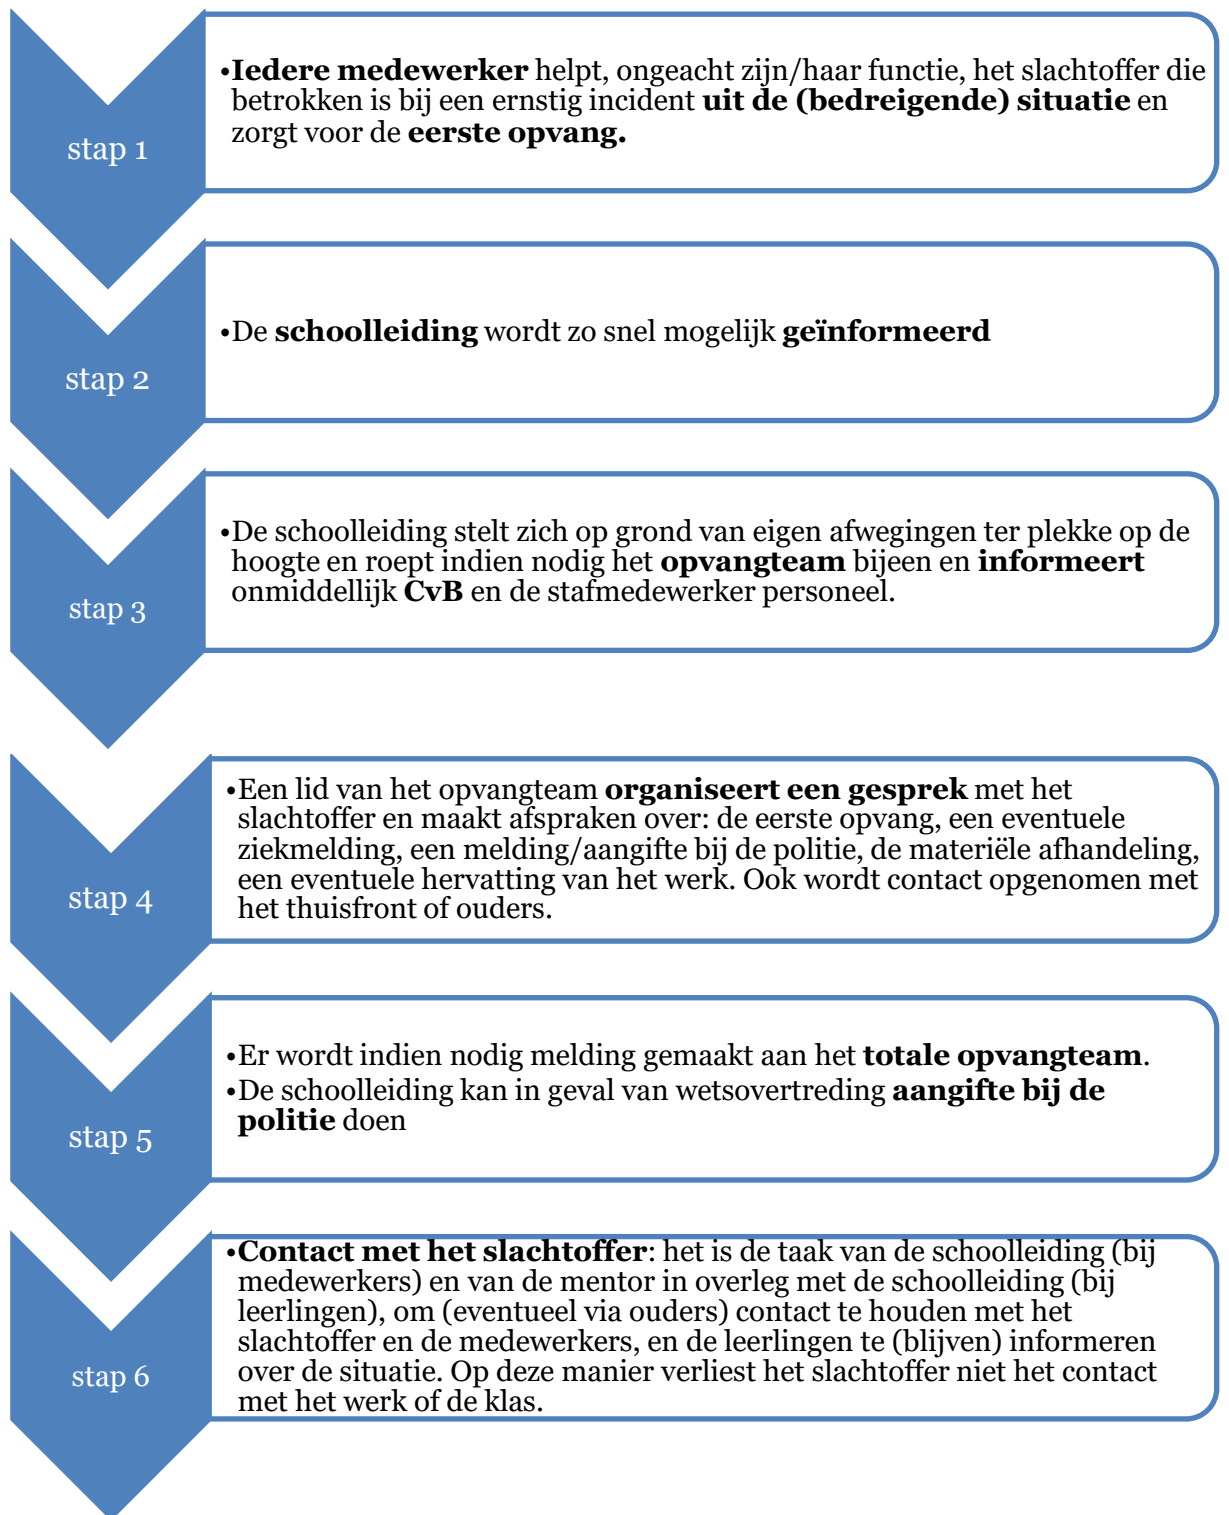 stap 1
•Iedere medewerker helpt, ongeacht zijn/haar functie, het slachtoffer die
betrokken is bij een ernstig incident uit de (bedreigende) situatie en
zorgt voor de eerste opvang.
stap 2
•De schoolleiding wordt zo snel mogelijk geïnformeerd
stap 3
•De schoolleiding stelt zich op grond van eigen afwegingen ter plekke op de
hoogte en roept indien nodig het opvangteam bijeen en informeert
onmiddellijk CvB en de stafmedewerker personeel.
stap 4
•Een lid van het opvangteam organiseert een gesprek met het
slachtoffer en maakt afspraken over: de eerste opvang, een eventuele
ziekmelding, een melding/aangifte bij de politie, de materiële afhandeling,
een eventuele hervatting van het werk. Ook wordt contact opgenomen met
het thuisfront of ouders.
stap 5
•Er wordt indien nodig melding gemaakt aan het totale opvangteam.
•De schoolleiding kan in geval van wetsovertreding aangifte bij de
politie doen
stap 6
•Contact met het slachtoffer: het is de taak van de schoolleiding (bij
medewerkers) en van de mentor in overleg met de schoolleiding (bij
leerlingen), om (eventueel via ouders) contact te houden met het
slachtoffer en de medewerkers, en de leerlingen te (blijven) informeren
over de situatie. Op deze manier verliest het slachtoffer niet het contact
met het werk of de klas.